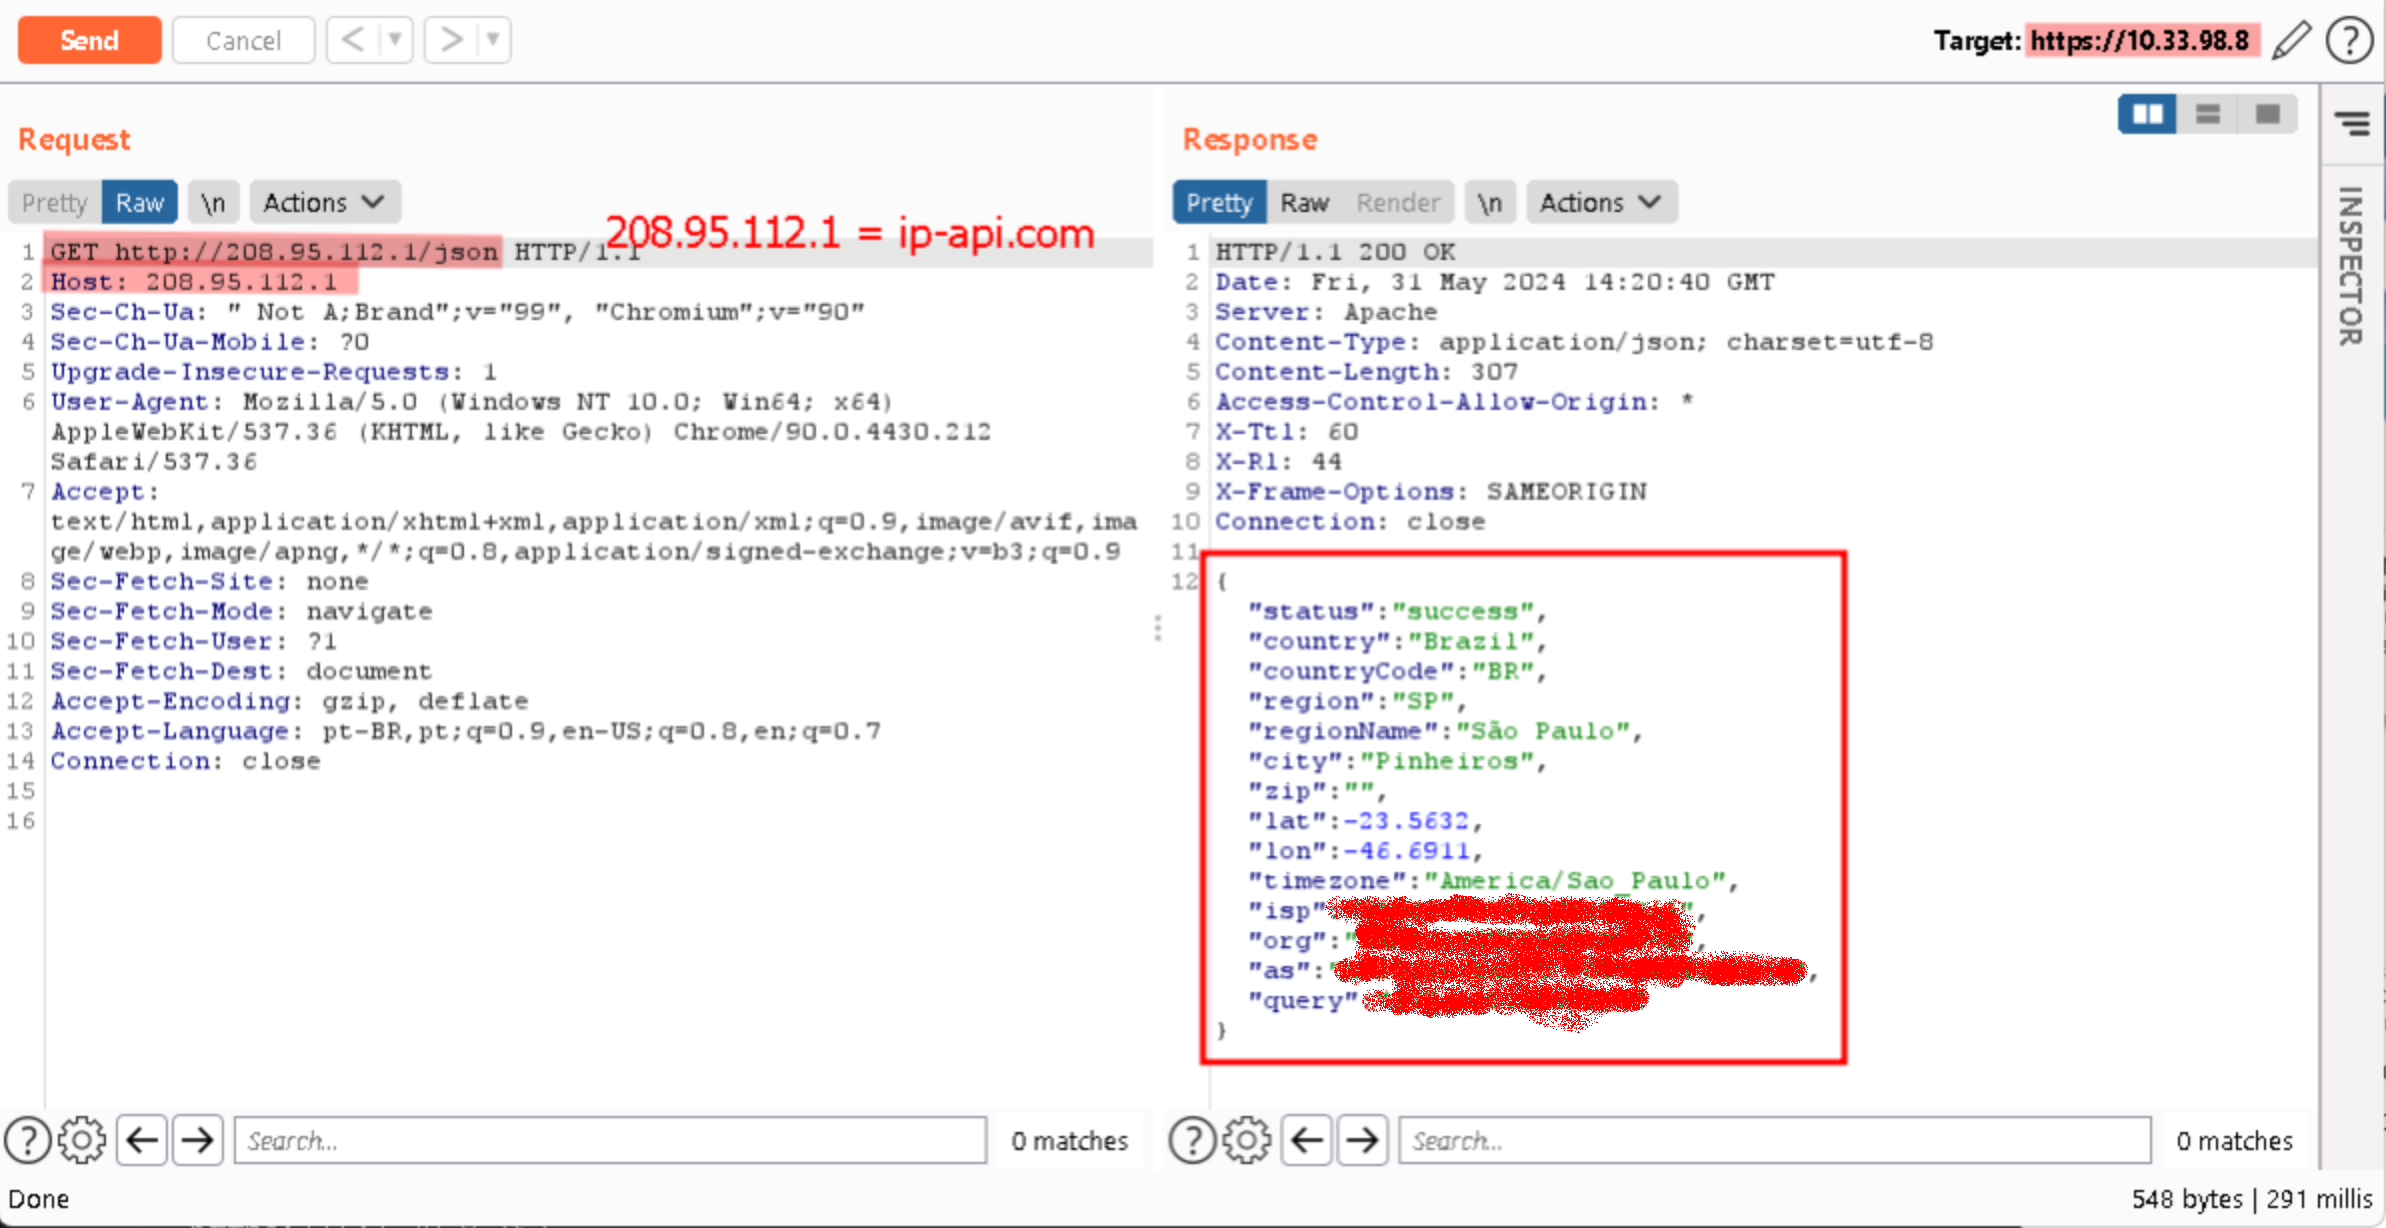 Send Cancel < > Target: https://10.33.98.8 ?
Request
Pretty Raw \n Actions
208.95.112.1 = ip-api.com
1 GET http://208.95.112.1/json HTTP/1.1
2 Host: 208.95.112.1
3 Sec-Ch-Ua: " Not A;Brand";v="99", "Chromium";v="90"
4 Sec-Ch-Ua-Mobile: ?0
5 Upgrade-Insecure-Requests: 1
6 User-Agent: Mozilla/5.0 (Windows NT 10.0; Win64; x64)
AppleWebKit/537.36 (KHTML, like Gecko) Chrome/90.0.4430.212
Safari/537.36
7 Accept:
text/html,application/xhtml+xml,application/xml;q=0.9,image/avif,ima
ge/webp,image/apng,*/*;q=0.8,application/signed-exchange;v=b3;q=0.9
8 Sec-Fetch-Site: none
9 Sec-Fetch-Mode: navigate
10 Sec-Fetch-User: ?1
11 Sec-Fetch-Dest: document
12 Accept-Encoding: gzip, deflate
13 Accept-Language: pt-BR,pt;q=0.9,en-US;q=0.8,en;q=0.7
14 Connection: close
15
16
? Search... 0 matches
Response
Pretty Raw Render \n Actions
1 HTTP/1.1 200 OK
2 Date: Fri, 31 May 2024 14:20:40 GMT
3 Server: Apache
4 Content-Type: application/json; charset=utf-8
5 Content-Length: 307
6 Access-Control-Allow-Origin: *
7 X-Ttl: 60
8 X-Rl: 44
9 X-Frame-Options: SAMEORIGIN
10 Connection: close
11
12 {
"status":"success",
"country":"Brazil",
"countryCode":"BR",
"region":"SP",
"regionName":"São Paulo",
"city":"Pinheiros",
"zip":"",
"lat":-23.5632,
"lon":-46.6911,
"timezone":"America/Sao_Paulo",
"isp" ",
"org":" ,
"as":" ,
"query"
}
? Search... 0 matches
INSPECTOR
Done
548 bytes | 291 millis